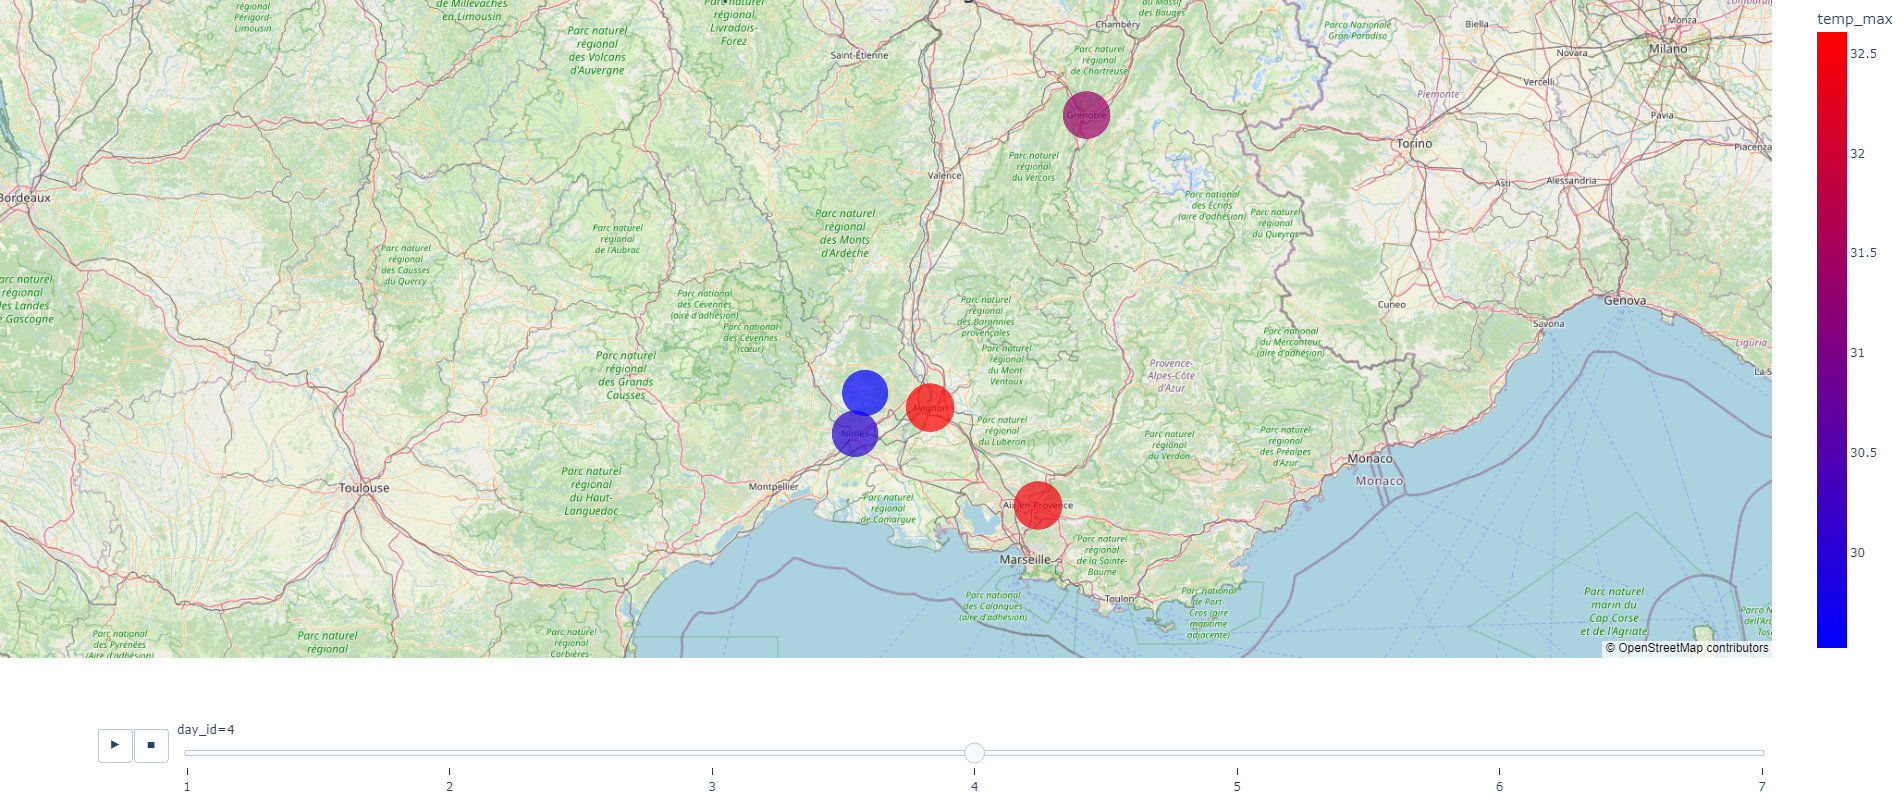 régional
Périgord-
Limousin
de Millevaches
en Limousin
Parc naturel
régional
des Volcans
d'Auvergne
régional
Livradois-
Forez
Saint-Étienne
Chambéry
des Bauges
Parc naturel
régional
de Chartreuse
Parco Nazionale
Gran Paradiso
Biella
Novara
Monza
Milano
Vercelli
Piemonte
Pavia
Piacenza
Torino
Asti
Alessandria
Grenoble
Parc naturel
régional
du Vercors
Valence
Parc national
des Écrins
(aire d'adhésion)
Parc naturel
régional
du Queyras
Bordeaux
Parc naturel
régional
des Monts
d'Ardèche
Parc naturel
régional
de l'Aubrac
Parc naturel
régional
des Causses
du Quercy
arc naturel
régional
des Landes
e Gascogne
Parc national
des Cévennes
(aire d'adhésion)
Parc national
des Cévennes
(cœur)
Parc naturel
régional
des Baronnies
provençales
Parc naturel
régional
du Mont-
Ventoux
Parc naturel
régional
des Grands
Causses
Provence-
Alpes-Côte
d'Azur
Parc national
du Mercantour
(aire d'adhésion)
Cuneo
Savona
Genova
Liguria
La S
Avignon
Nîmes
Parc naturel
régional
du Luberon
Parc naturel
régional
du Verdon
Parc naturel
régional
des Préalpes
d'Azur
Monaco
Monaco
Toulouse
Parc naturel
régional
du Haut-
Languedoc
Montpellier
Parc naturel
régional
de Camargue
Aix-en-Provence
Marseille
Parc naturel
régional
de la Sainte-
Baume
Toulon
Parc national
des Calanques
(aire d'adhésion)
Parc national
de Port-
Cros (aire
maritime
adjacente)
Parc naturel
marin du
Cap Corse
et de l'Agriate
Parco N
dell'Ar
Tos
Parc national
des Pyrénées
(Aire d'adhésion)
Parc naturel
régional
Parc naturel
régional
Corbières-
© OpenStreetMap contributors
temp_max
32.5
32
31.5
31
30.5
30
day_id=4
1
2
3
4
5
6
7